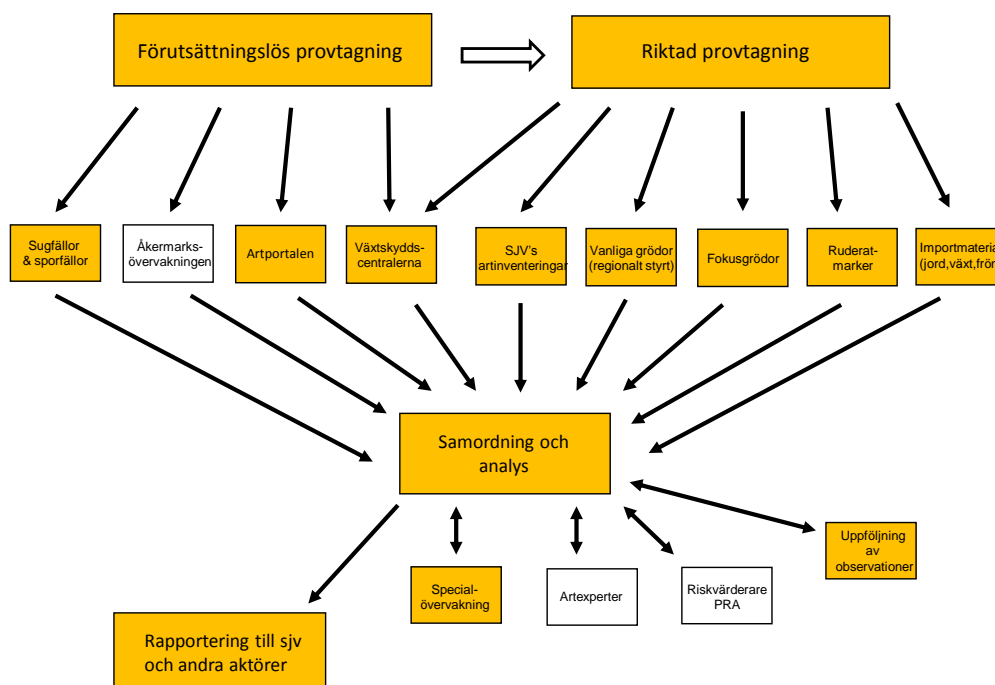 Förutsättningslös provtagning
Riktad provtagning
Sugfällor
& sporfällor
Åkermarks-
övervakningen
Artportalen
Växtskydds-
centralerna
SJV's
artinventeringar
Vanliga grödor
(regionalt styrt)
Fokusgrödor
Ruderat-
marker
Importmateria
(jord,växt,frön
Samordning och
analys
Special-
övervakning
Artexperter
Riskvärderare
PRA
Uppföljning
av
observationer
Rapportering till sjv
och andra aktörer